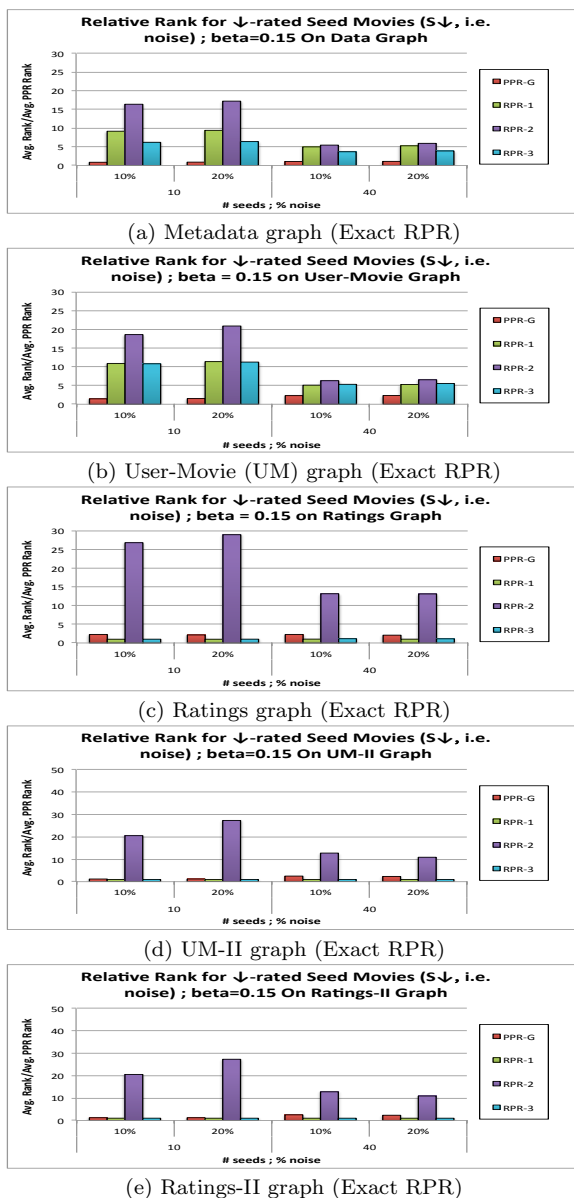 Relative Rank for ↓-rated Seed Movies (S↓, i.e.
noise) ; beta=0.15 On Data Graph
Avg. Rank/Avg. PPR Rank
30
25
20
15
10
5
0
10%
20%
10%
20%
10
40
# seeds ; % noise
PPR-G
RPR-1
RPR-2
RPR-3
(a) Metadata graph (Exact RPR)
Relative Rank for ↓-rated Seed Movies (S↓, i.e.
noise) ; beta = 0.15 on User-Movie Graph
Avg. Rank/Avg. PPR Rank
30
25
20
15
10
5
0
10%
20%
10%
20%
10
40
# seeds ; % noise
PPR-G
RPR-1
RPR-2
RPR-3
(b) User-Movie (UM) graph (Exact RPR)
Relative Rank for ↓-rated Seed Movies (S↓, i.e.
noise) ; beta = 0.15 on Ratings Graph
Avg. Rank/Avg. PPR Rank
30
25
20
15
10
5
0
10%
20%
10%
20%
10
40
# seeds ; % noise
PPR-G
RPR-1
RPR-2
RPR-3
(c) Ratings graph (Exact RPR)
Relative Rank for ↓-rated Seed Movies (S↓, i.e.
noise) ; beta=0.15 On UM-II Graph
Avg. Rank/Avg. PPR Rank
50
40
30
20
10
0
10%
20%
10%
20%
10
40
# seeds ; % noise
PPR-G
RPR-1
RPR-2
RPR-3
(d) UM-II graph (Exact RPR)
Relative Rank for ↓-rated Seed Movies (S↓, i.e.
noise) ; beta=0.15 On Ratings-II Graph
Avg. Rank/Avg. PPR Rank
50
40
30
20
10
0
10%
20%
10%
20%
10
40
# seeds ; % noise
PPR-G
RPR-1
RPR-2
RPR-3
(e) Ratings-II graph (Exact RPR)